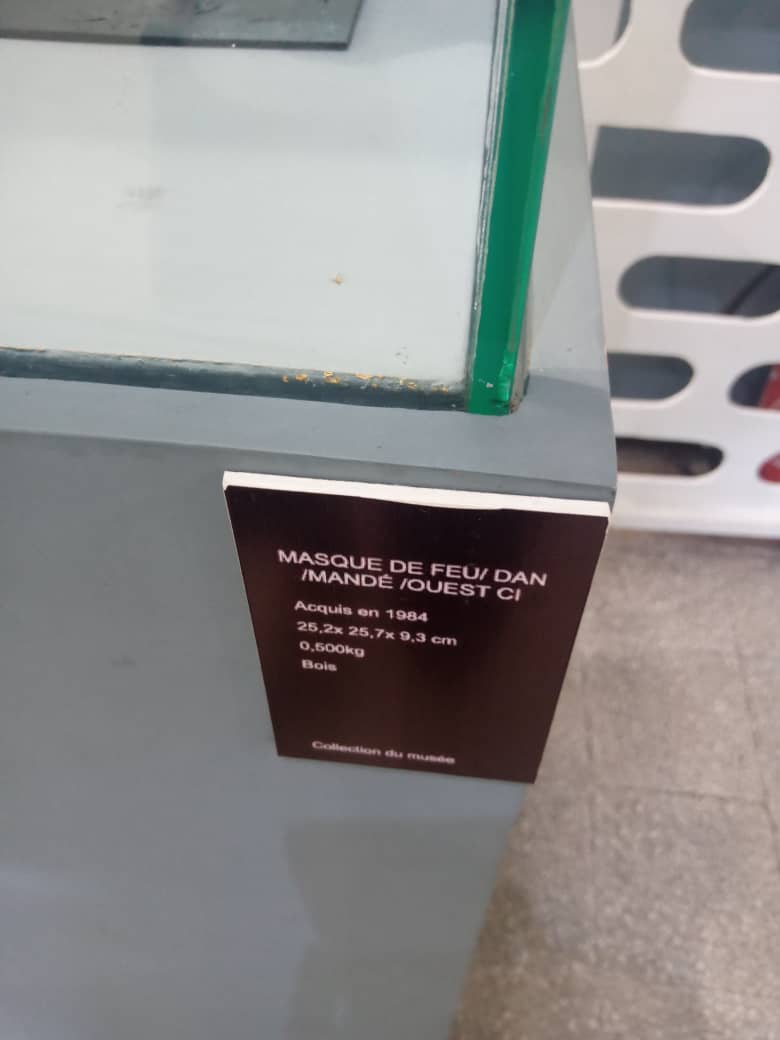 MASQUE DE FEU/ DAN
/MANDÉ /OUEST CI
Acquis en 1984
25,2x 25,7x 9,3 cm
0,500kg
Bois
Collection du musée